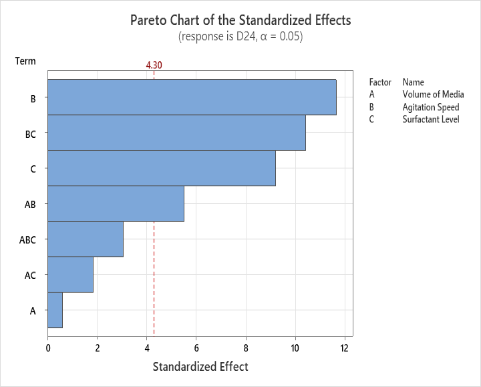 Pareto Chart of the Standardized Effects
(response is D24, α = 0.05)
Term
4.30
Factor Name
A Volume of Media
B Agitation Speed
C Surfactant Level
B
BC
C
AB
ABC
AC
A
0 2 4 6 8 10 12
Standardized Effect